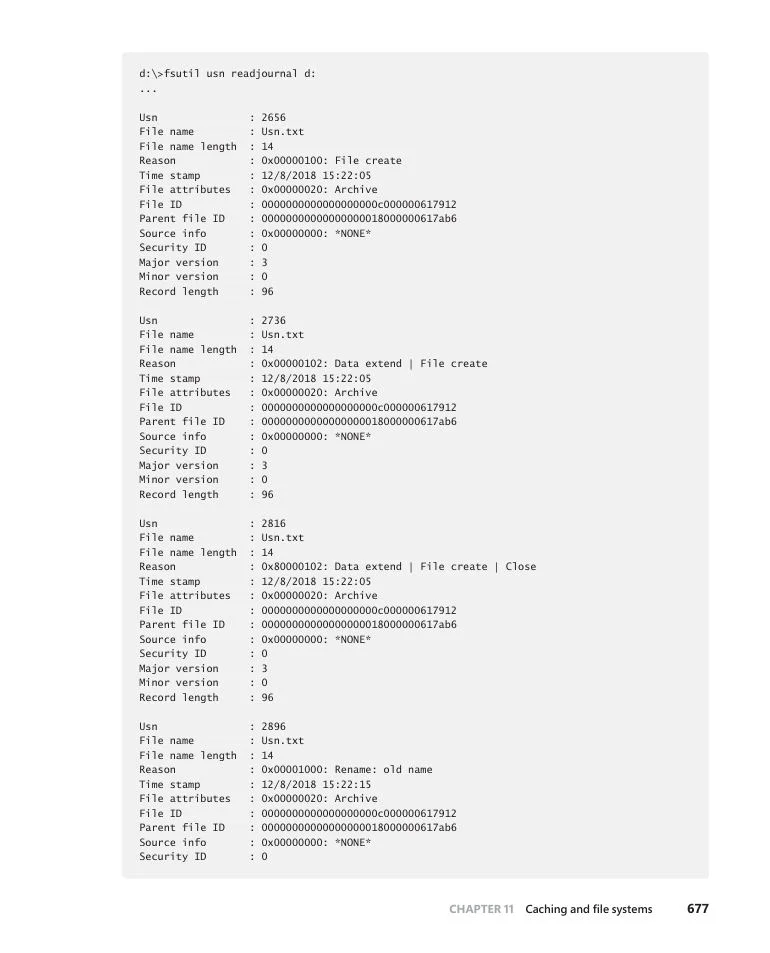 d:\>fsutil usn readjournal d:
...
Usn : 2656
File name : Usn.txt
File name length : 14
Reason : 0x00000100: File create
Time stamp : 12/8/2018 15:22:05
File attributes : 0x00000020: Archive
File ID : 0000000000000000000c000000617912
Parent file ID : 00000000000000000018000000617ab6
Source info : 0x00000000: *NONE*
Security ID : 0
Major version : 3
Minor version : 0
Record length : 96
Usn : 2736
File name : Usn.txt
File name length : 14
Reason : 0x00000102: Data extend | File create
Time stamp : 12/8/2018 15:22:05
File attributes : 0x00000020: Archive
File ID : 0000000000000000000c000000617912
Parent file ID : 00000000000000000018000000617ab6
Source info : 0x00000000: *NONE*
Security ID : 0
Major version : 3
Minor version : 0
Record length : 96
Usn : 2816
File name : Usn.txt
File name length : 14
Reason : 0x80000102: Data extend | File create | Close
Time stamp : 12/8/2018 15:22:05
File attributes : 0x00000020: Archive
File ID : 0000000000000000000c000000617912
Parent file ID : 00000000000000000018000000617ab6
Source info : 0x00000000: *NONE*
Security ID : 0
Major version : 3
Minor version : 0
Record length : 96
Usn : 2896
File name : Usn.txt
File name length : 14
Reason : 0x00001000: Rename: old name
Time stamp : 12/8/2018 15:22:15
File attributes : 0x00000020: Archive
File ID : 0000000000000000000c000000617912
Parent file ID : 00000000000000000018000000617ab6
Source info : 0x00000000: *NONE*
Security ID : 0
CHAPTER 11 Caching and file systems 677